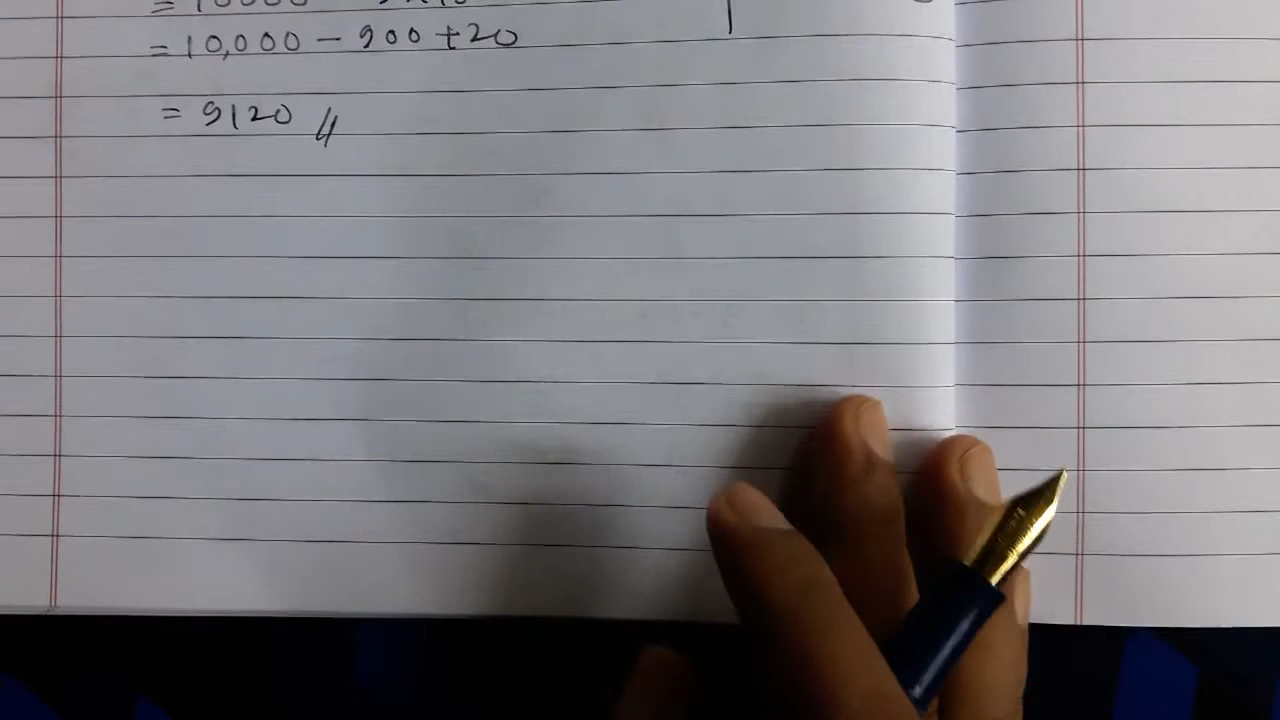 = 10,000 - 900 + 20
= 9120 //